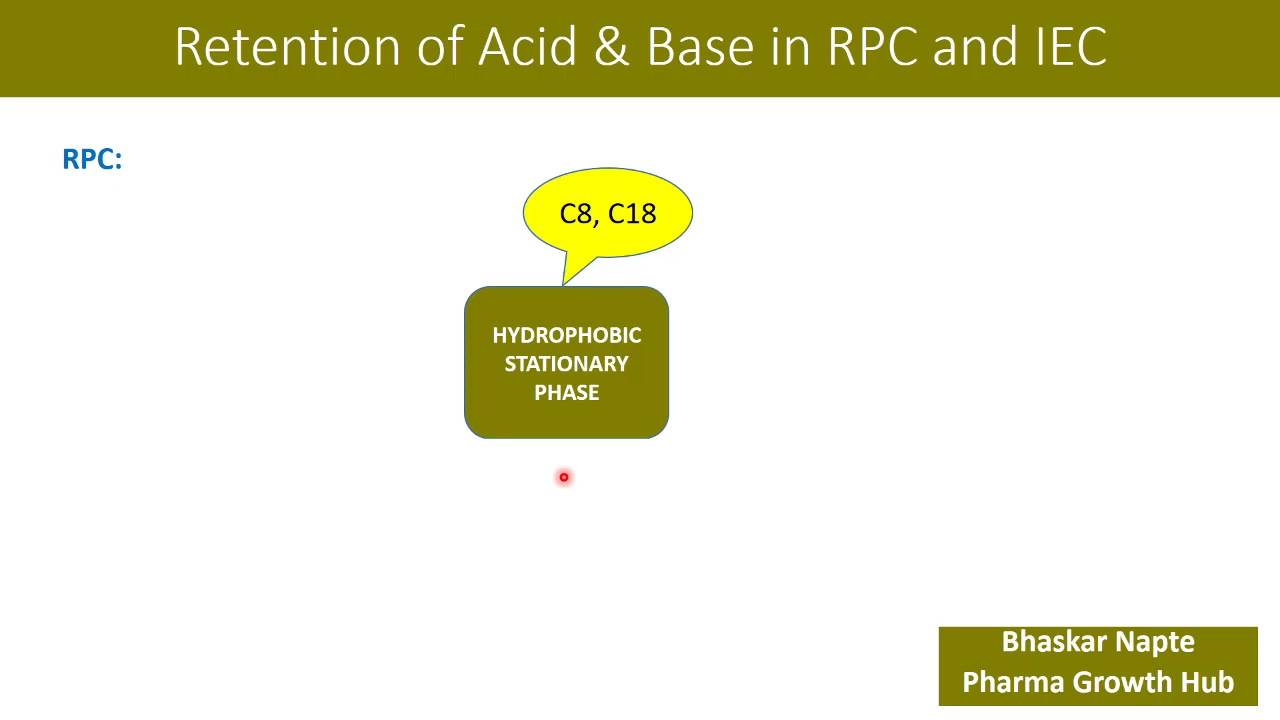 Retention of Acid & Base in RPC and IEC
RPC:
C8, C18
HYDROPHOBIC
STATIONARY
PHASE
Bhaskar Napte
Pharma Growth Hub